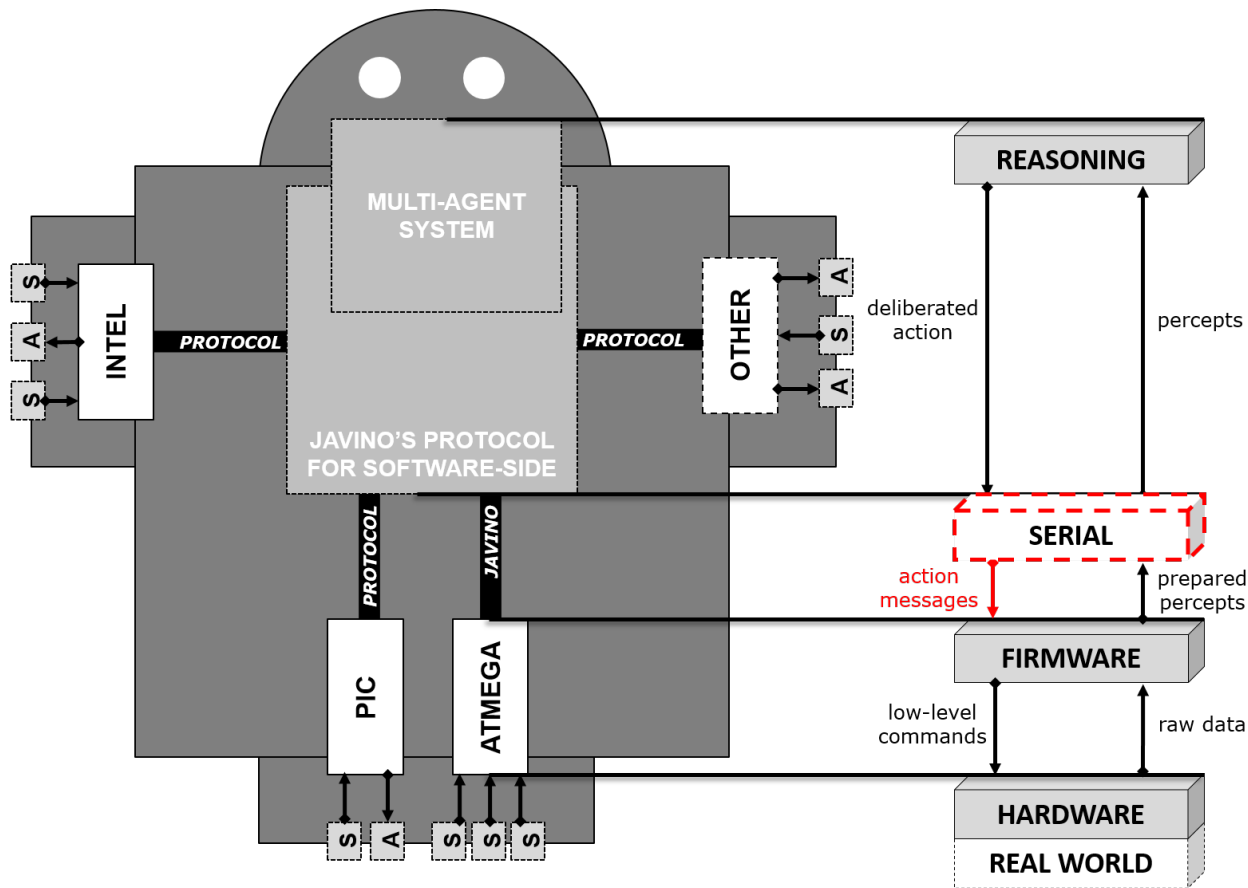 REASONING
MULTI-AGENT
SYSTEM
S
A
S
INTEL
PROTOCOL
PROTOCOL
OTHER
A
S
A
deliberated
action
percepts
JAVINO'S PROTOCOL
FOR SOFTWARE-SIDE
PROTOCOL
JAVINO
SERIAL
action
messages
prepared
percepts
PIC
ATMEGA
FIRMWARE
low-level
commands
raw data
S
A
S
S
S
HARDWARE
REAL WORLD